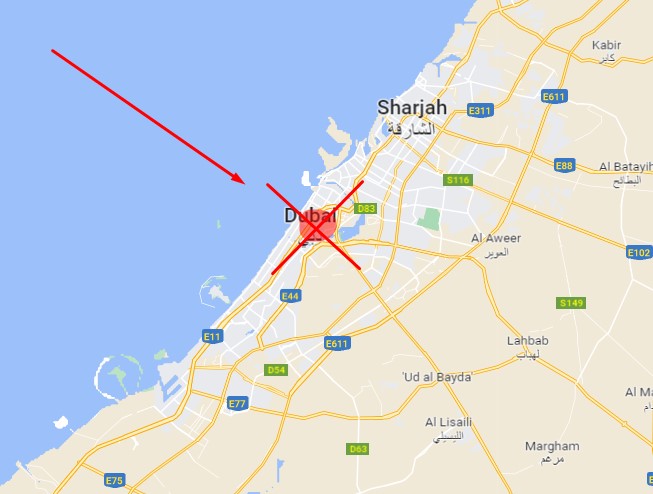 Kabir
كابر
E611
Sharjah
الشارقة
E311
E88
Al Batayih
البطائح
S116
D83
Dubai
دبي
Al Aweer
العوير
E102
E44
S149
E11
E611
Lahbab
لهباب
D54
'Ud al Bayda'
E77
Al Lisaili
الليسيلي
D63
Margham
مرغم
E75